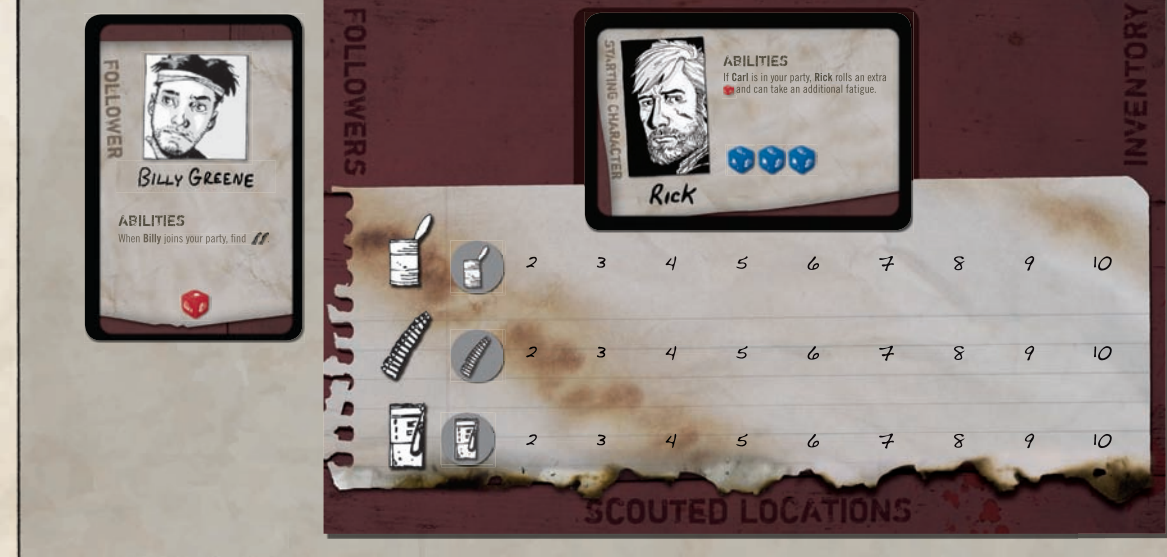 FOLLOWER
BILLY GREENE
ABILITIES
When Billy joins your party, find
FOLLOWERS
STARTING CHARACTER
Rick
ABILITIES
If Carl is in your party, Rick rolls an extra
and can take an additional fatigue.
INVENTORY
2 3 4 5 6 7 8 9 10
2 3 4 5 6 7 8 9 10
2 3 4 5 6 7 8 9 10
SCOUTED LOCATIONS